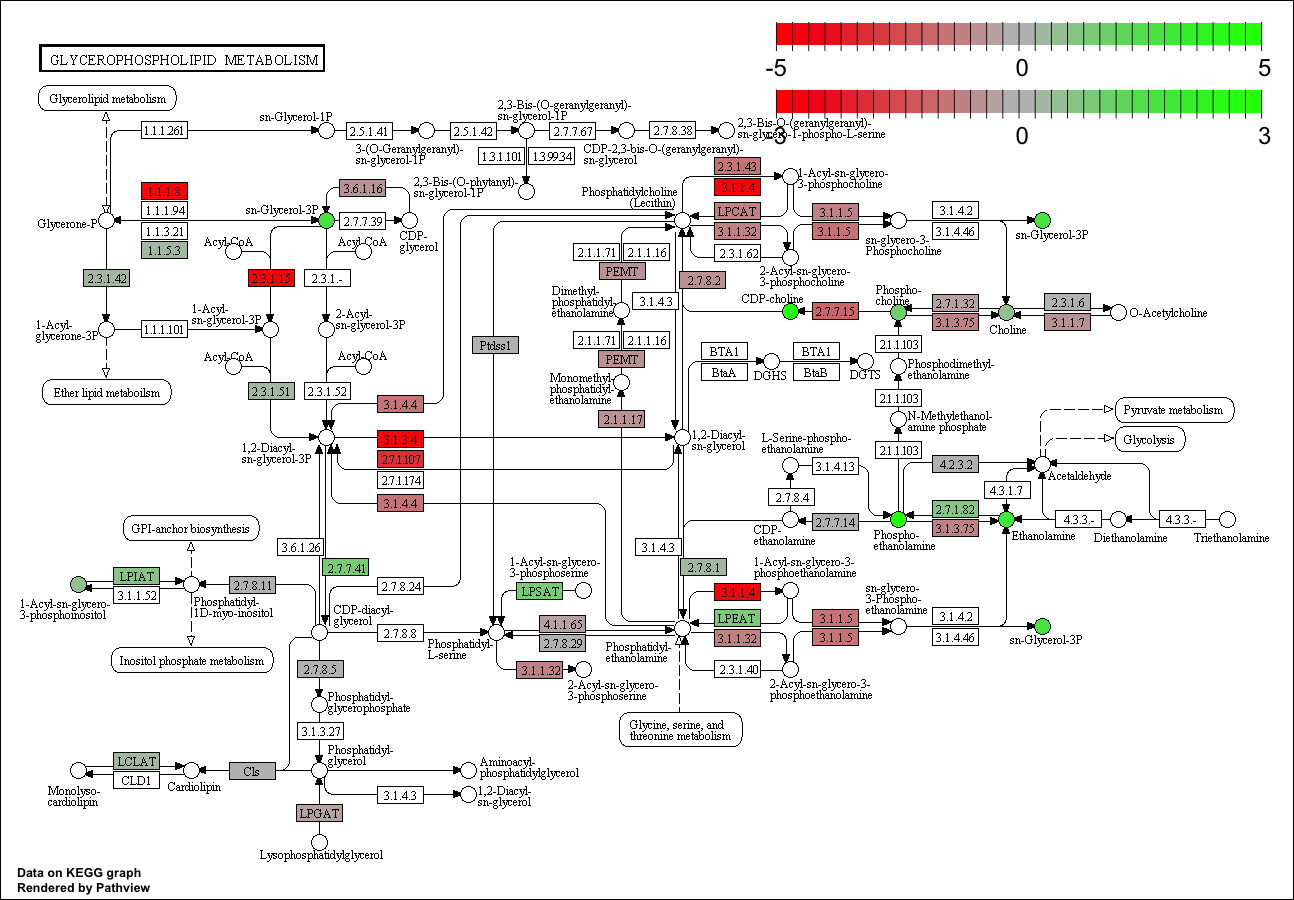 GLYCEROPHOSPHOLIPID METABOLISM
-5 0 5
-3 0 3
Glycerolipid metabolism
1.1.1.261
sn-Glycerol-1P
2.5.1.41
3-(O-Geranylgeranyl)-
sn-glycerol-1P
2.5.1.42
2,3-Bis-(O-geranylgeranyl)-
sn-glycerol-1P
2.7.7.67
CDP-2,3-bis-O-(geranylgeranyl)-
sn-glycerol
2.7.8.38
2,3-Bis-O-(geranylgeranyl)-
sn-glycero-1-phospho-L-serine
1.3.1.101
1.3.99.34
2,3-Bis-(O-phytanyl)-
sn-glycerol-1P
1.1.1.8
1.1.1.94
1.1.3.21
1.1.5.3
Glycerone-P
sn-Glycerol-3P
3.6.1.16
2.7.7.39
CDP-
glycerol
Acyl-CoA
Acyl-CoA
2.3.1.42
2.3.1.15
2.3.1.-
1-Acyl-
glycerone-3P
1.1.1.101
1-Acyl-
sn-glycerol-3P
2-Acyl-
sn-glycerol-3P
Acyl-CoA
Acyl-CoA
Ether lipid metabolism
2.3.1.51
2.3.1.52
1,2-Diacyl-
sn-glycerol-3P
3.1.4.4
3.1.3.4
2.7.1.107
2.7.1.174
3.1.4.4
Ptdss1
Phosphatidylcholine
(Lecithin)
2.3.1.43
3.1.1.4
LPCAT
3.1.1.32
2.3.1.62
1-Acyl-sn-glycero-
3-phosphocholine
2-Acyl-sn-glycero-
3-phosphocholine
3.1.1.5
3.1.1.5
sn-glycero-3-
Phosphocholine
3.1.4.2
3.1.4.46
sn-Glycerol-3P
2.1.1.71
2.1.1.16
PEMT
Dimethyl-
phosphatidyl-
ethanolamine
3.1.4.3
2.7.8.2
CDP-choline
2.7.7.15
Phospho-
choline
2.7.1.32
3.1.3.75
Choline
2.3.1.6
3.1.1.7
O-Acetylcholine
2.1.1.71
2.1.1.16
PEMT
Monomethyl-
phosphatidyl-
ethanolamine
2.1.1.17
BTA1
BtaA
DGHS
BTA1
BtaB
DGTS
2.1.1.103
Phosphodimethyl-
ethanolamine
2.1.1.103
N-Methylethanol-
amine phosphate
2.1.1.103
Pyruvate metabolism
Glycolysis
1,2-Diacyl-
sn-glycerol
L-Serine-phospho-
ethanolamine
3.1.4.13
4.2.3.2
Acetaldehyde
2.7.8.4
4.3.1.7
CDP-
ethanolamine
2.7.7.14
Phospho-
ethanolamine
2.7.1.82
3.1.3.75
Ethanolamine
4.3.3.-
Diethanolamine
4.3.3.-
Triethanolamine
GPI-anchor biosynthesis
3.6.1.26
2.7.7.41
3.1.4.3
2.7.8.1
LPIAT
3.1.1.52
1-Acyl-sn-glycero-
3-phosphoinositol
Phosphatidyl-
1D-myo-inositol
2.7.8.11
2.7.8.24
1-Acyl-sn-glycero-
3-phosphoserine
LPSAT
1-Acyl-sn-glycero-3-
phosphoethanolamine
3.1.1.4
LPEAT
3.1.1.32
3.1.1.5
3.1.1.5
sn-glycero-
3-Phospho-
ethanolamine
3.1.4.2
3.1.4.46
sn-Glycerol-3P
CDP-diacyl-
glycerol
2.7.8.8
Phosphatidyl-
L-serine
4.1.1.65
2.7.8.29
Phosphatidyl-
ethanolamine
Inositol phosphate metabolism
2.7.8.5
3.1.1.32
2-Acyl-sn-glycero-
3-phosphoserine
2.3.1.40
2-Acyl-sn-glycero-3-
phosphoethanolamine
Phosphatidyl-
glycerophosphate
3.1.3.27
Glycine, serine, and
threonine metabolism
Phosphatidyl-
glycerol
LCLAT
CLD1
Monolyso-
cardiolipin
Cardiolipin
Cls
Aminoacyl-
phosphatidylglycerol
3.1.4.3
1,2-Diacyl-
sn-glycerol
LPGAT
Lysophosphatidylglycerol
Data on KEGG graph
Rendered by Pathview